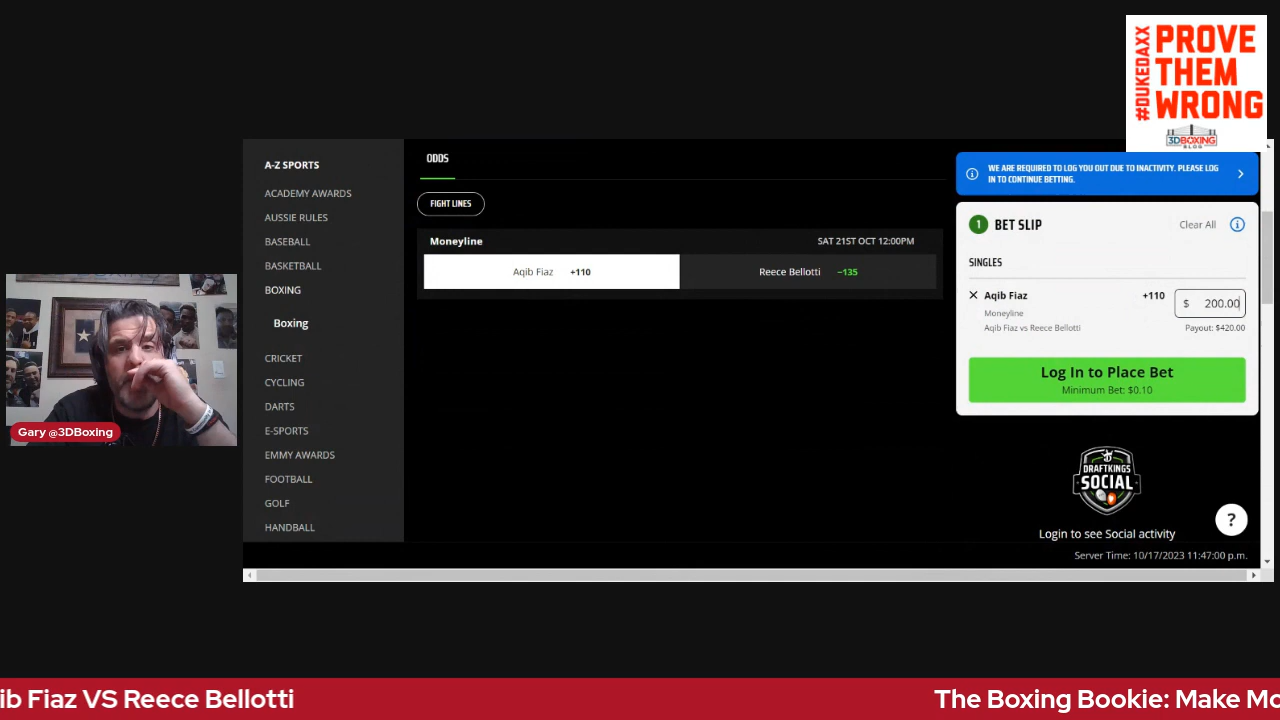 #DUKEDAXX
PROVE
THEM
WRONG
3DBOXING
BLOG
A-Z SPORTS
ACADEMY AWARDS
AUSSIE RULES
BASEBALL
BASKETBALL
BOXING
Boxing
CRICKET
CYCLING
DARTS
E-SPORTS
EMMY AWARDS
FOOTBALL
GOLF
HANDBALL
ODDS
FIGHT LINES
Moneyline SAT 21ST OCT 12:00PM
Aqib Fiaz +110 Reece Bellotti −135
WE ARE REQUIRED TO LOG YOU OUT DUE TO INACTIVITY. PLEASE LOG
IN TO CONTINUE BETTING.
1 BET SLIP Clear All
SINGLES
Aqib Fiaz +110 $ 200.00
Moneyline
Aqib Fiaz vs Reece Bellotti Payout: $420.00
Log In to Place Bet
Minimum Bet: $0.10
DRAFTKINGS
SOCIAL
?
Login to see Social activity
Server Time: 10/17/2023 11:47:00 p.m.
Gary @3DBoxing
ib Fiaz VS Reece Bellotti The Boxing Bookie: Make Mo